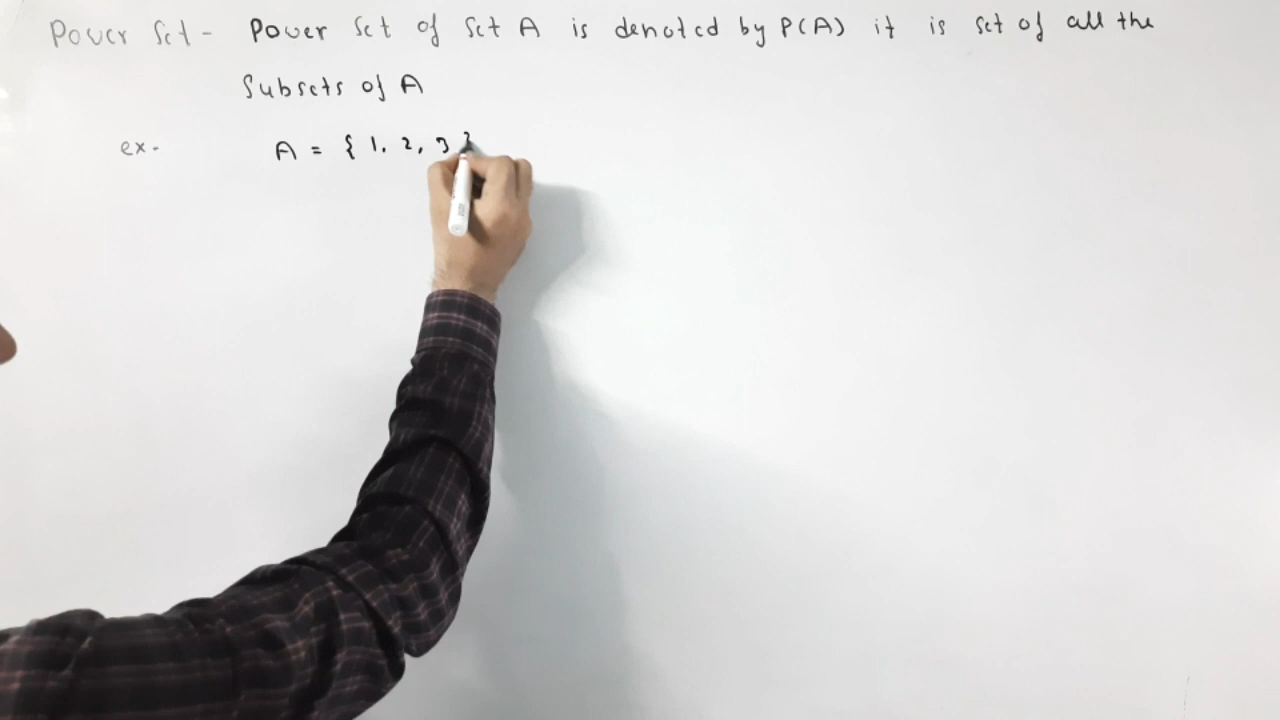 Power Set - Power Set of Set A is denoted by P(A) it is set of all the
Subsets of A
ex. A = { 1, 2, 3 }